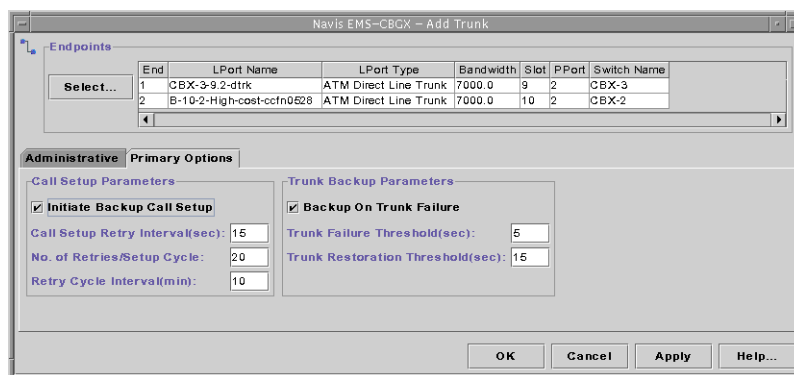 Navis EMS-CBGX – Add Trunk
Endpoints
Select...
End LPort Name LPort Type Bandwidth Slot PPort Switch Name
1 CBX-3-9.2-dtrk ATM Direct Line Trunk 7000.0 9 2 CBX-3
2 B-10-2-High-cost-ccfn0528 ATM Direct Line Trunk 7000.0 10 2 CBX-2
Administrative Primary Options
Call Setup Parameters Trunk Backup Parameters
Initiate Backup Call Setup Backup On Trunk Failure
Call Setup Retry Interval(sec): 15 Trunk Failure Threshold(sec): 5
No. of Retries/Setup Cycle: 20 Trunk Restoration Threshold(sec): 15
Retry Cycle Interval(min): 10
OK Cancel Apply Help...